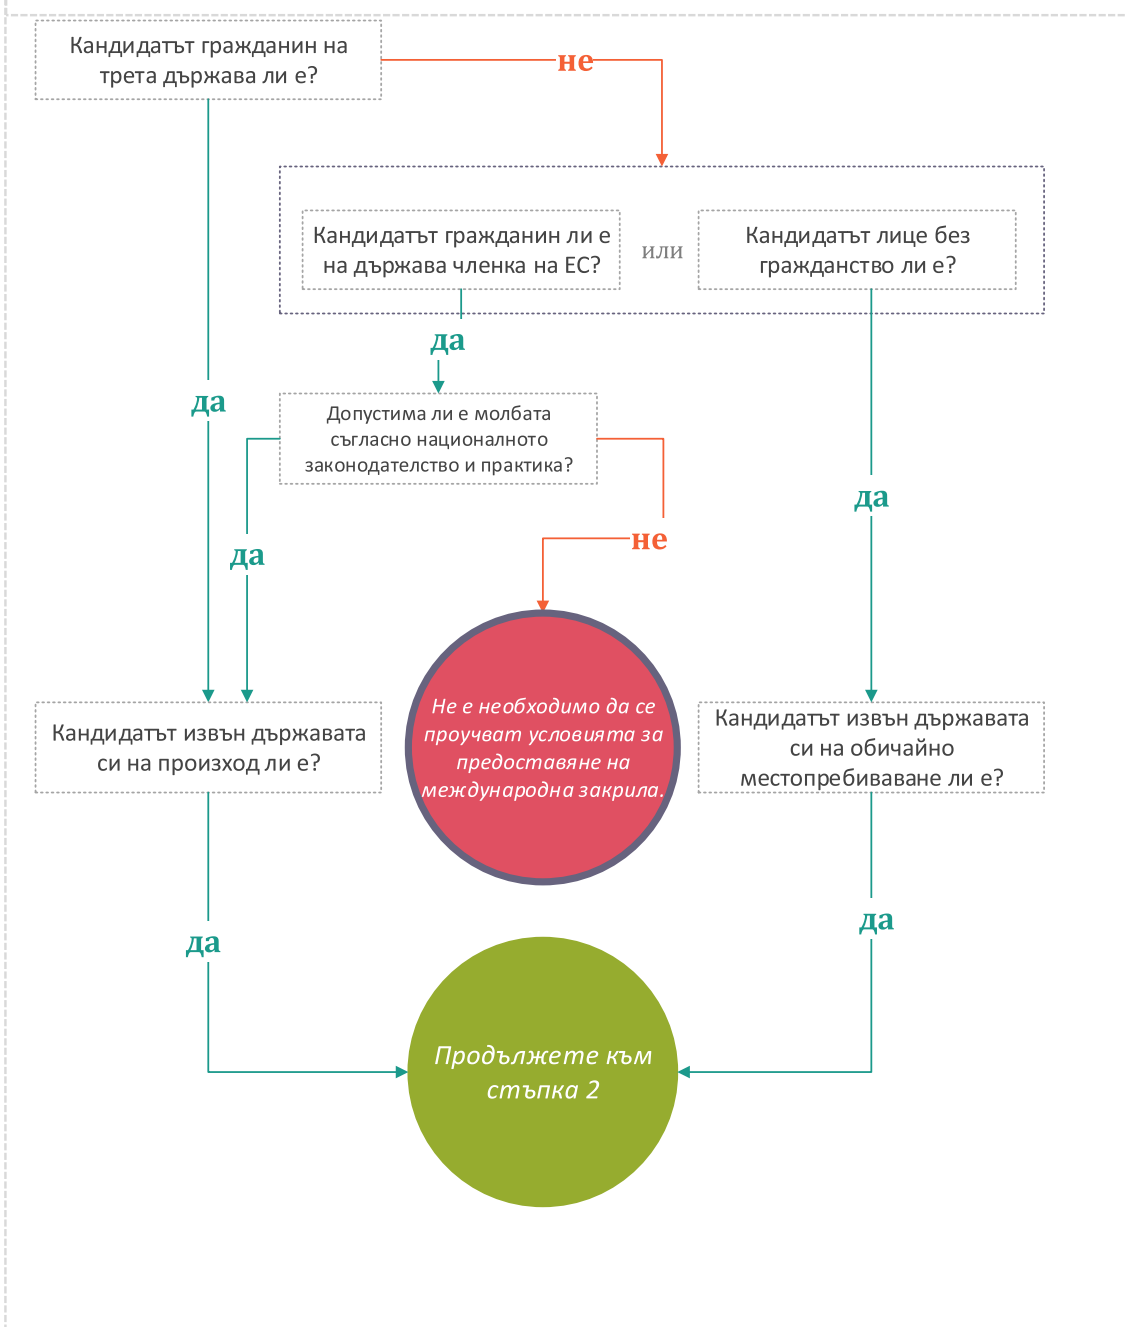 Кандидатът гражданин на
трета държава ли е?
не
Кандидатът гражданин ли е
на държава членка на ЕС?
или
Кандидатът лице без
гражданство ли е?
да
да
Допустима ли е молбата
съгласно националното
законодателство и практика?
да
да
не
Не е необходимо да се
проучват условията за
предоставяне на
международна закрила.
Кандидатът извън държавата
си на произход ли е?
Кандидатът извън държавата
си на обичайно
местопребиваване ли е?
да
да
Продължете към
стъпка 2